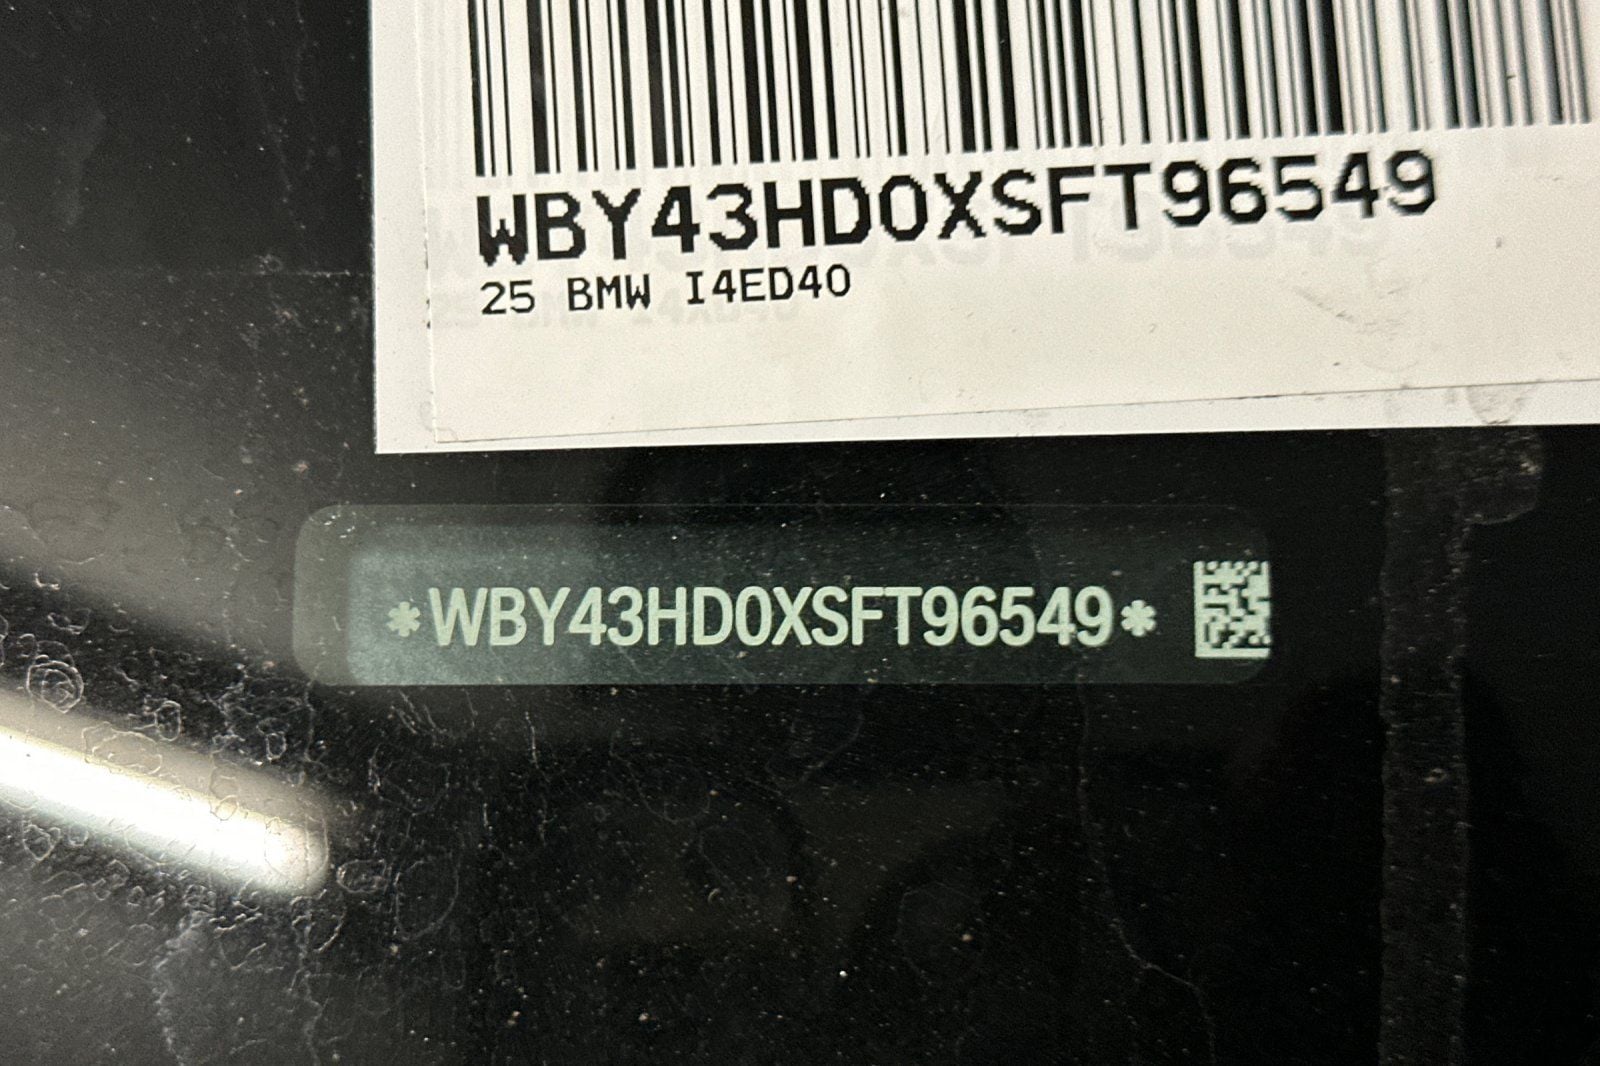 WBY43HD0XSFT96549
25 BMW I4ED40
*WBY43HD0XSFT96549*